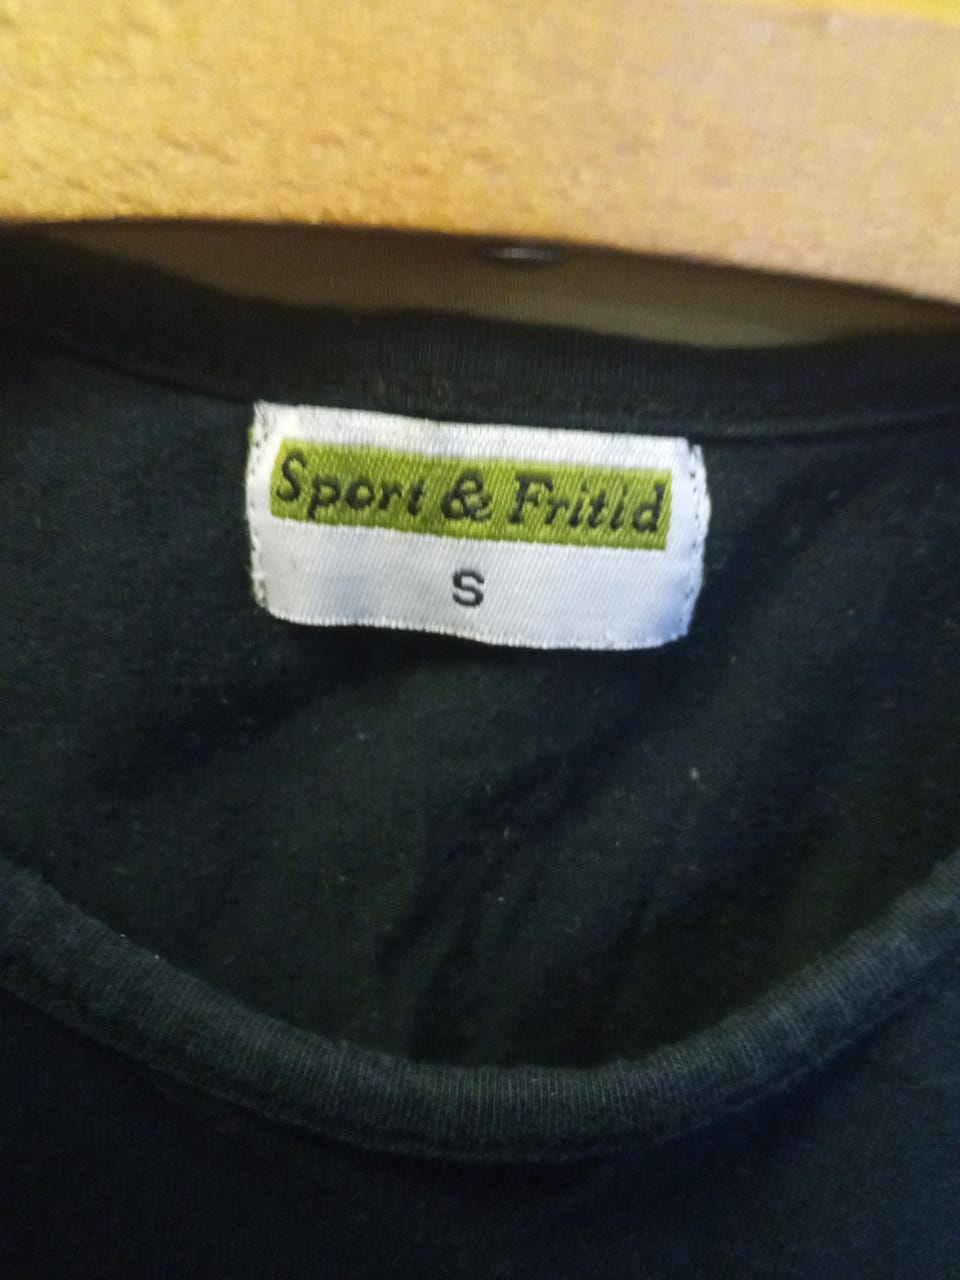 Sport & Fritid
S